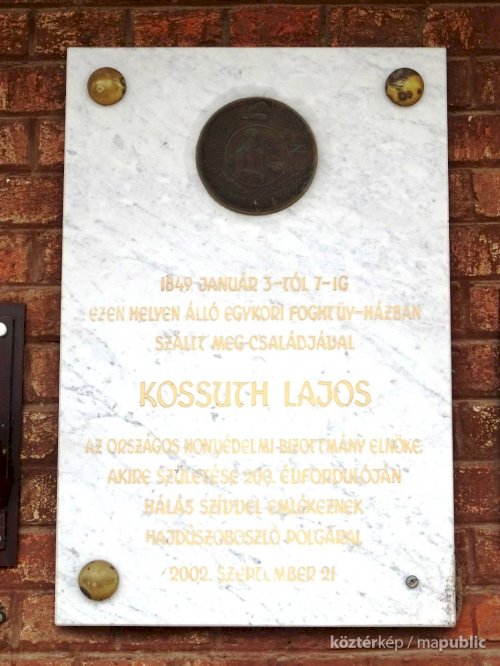 1849 JANUÁR 3-TÓL 7-IG
EZEN HELYEN ÁLLÓ EGYKORI FOGHTÜY-HÁZBAN
SZÁLLT MEG CSALÁDJÁVAL
KOSSUTH LAJOS
AZ ORSZÁGOS HONVÉDELMI BIZOTTMÁNY ELNÖKE,
AKIRE SZÜLETÉSE 200. ÉVFORDULÓJÁN
HÁLÁS SZÍVVEL EMLÉKEZNEK
HAJDÚSZOBOSZLÓ POLGÁRAI
2002. SZEPTEMBER 21
köztérkép / mapublic